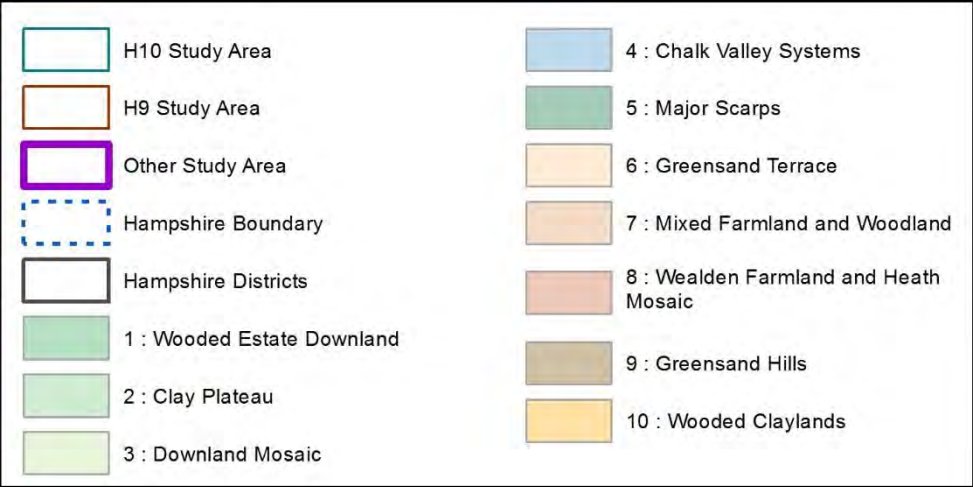 H10 Study Area
H9 Study Area
Other Study Area
Hampshire Boundary
Hampshire Districts
1 : Wooded Estate Downland
2 : Clay Plateau
3 : Downland Mosaic
4 : Chalk Valley Systems
5 : Major Scarps
6 : Greensand Terrace
7 : Mixed Farmland and Woodland
8 : Wealden Farmland and Heath
Mosaic
9 : Greensand Hills
10 : Wooded Claylands